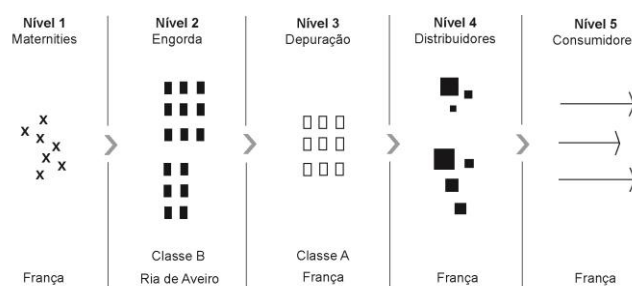 Nível 1
Maternities
Nível 2
Engorda
Nível 3
Depuração
Nível 4
Distribuidores
Nível 5
Consumidore
x
x
x
x
x
x
x
Classe B
Classe A
França
Ria de Aveiro
França
França
França